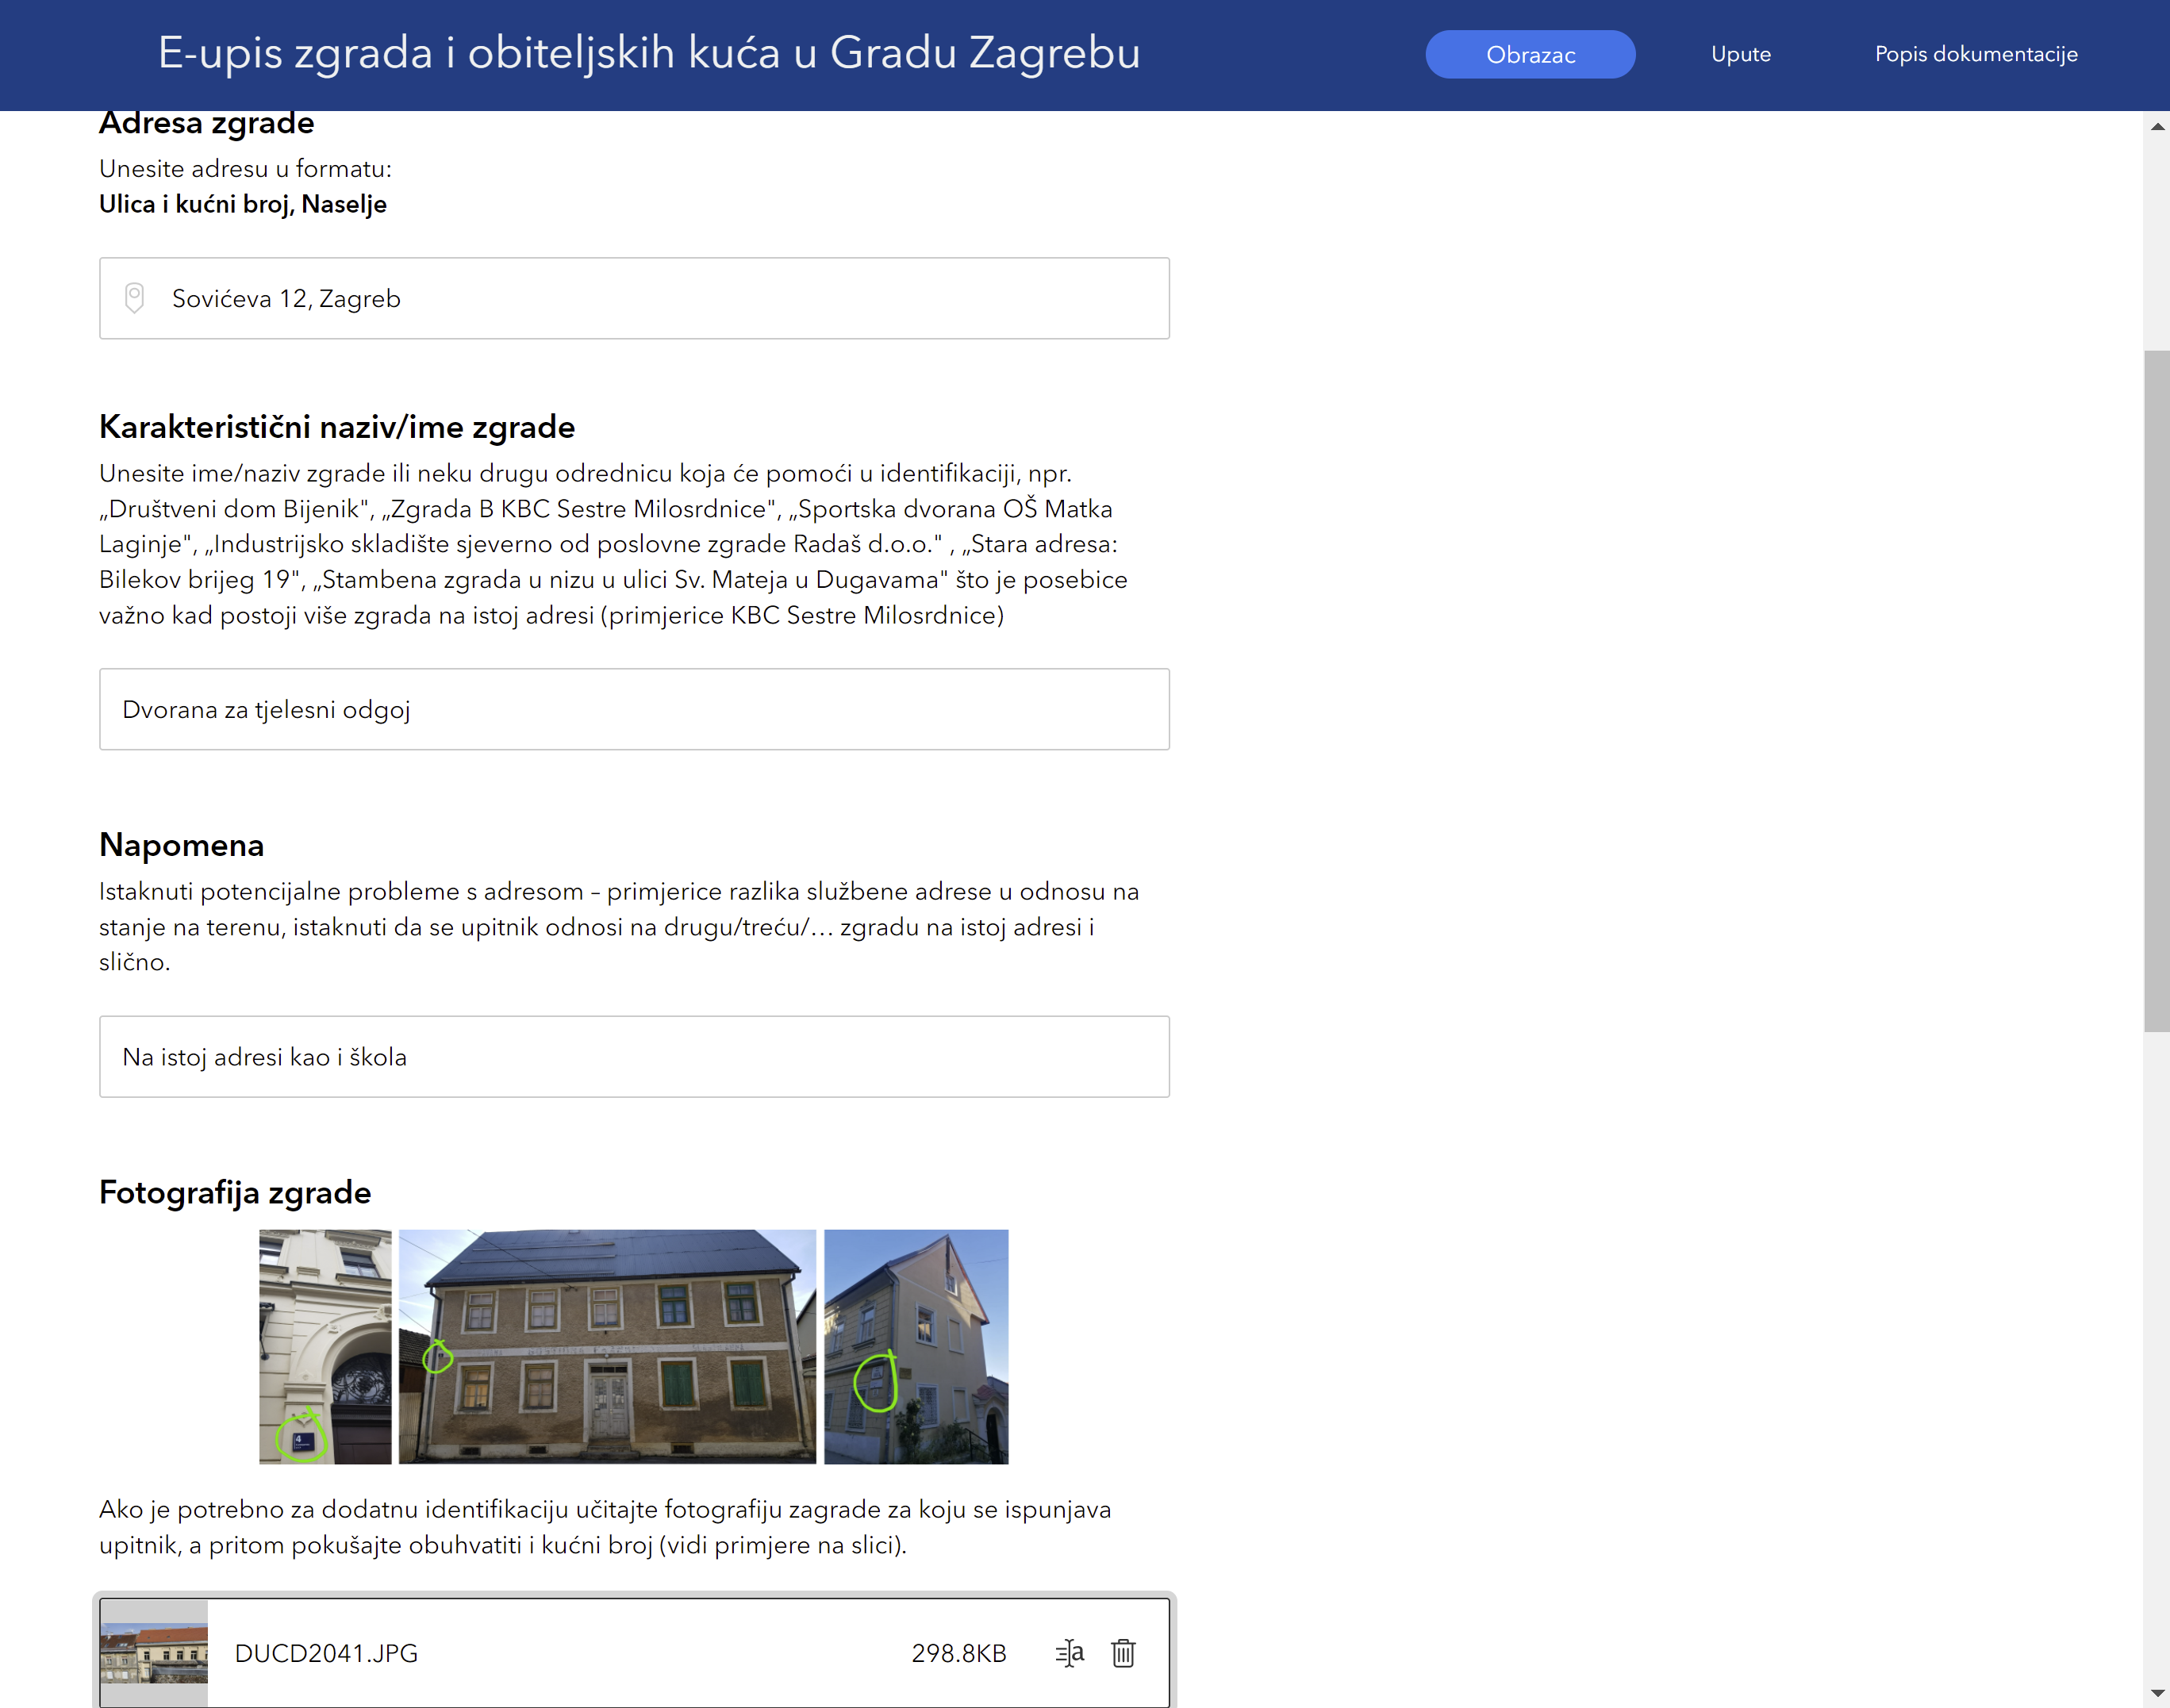 E-upis zgrada i obiteljskih kuća u Gradu Zagrebu
Obrazac
Upute
Popis dokumentacije
Adresa zgrade
Unesite adresu u formatu:
Ulica i kućni broj, Naselje
Sovićeva 12, Zagreb
Karakteristični naziv/ime zgrade
Unesite ime/naziv zgrade ili neku drugu odrednicu koja će pomoći u identifikaciji, npr.
„Društveni dom Bijenik", „Zgrada B KBC Sestre Milosrdnice", „Sportska dvorana OŠ Matka
Laginje", „Industrijsko skladište sjeverno od poslovne zgrade Radaš d.o.o." , „Stara adresa:
Bilekov brijeg 19", „Stambena zgrada u nizu u ulici Sv. Mateja u Dugavama" što je posebice
važno kad postoji više zgrada na istoj adresi (primjerice KBC Sestre Milosrdnice)
Dvorana za tjelesni odgoj
Napomena
Istaknuti potencijalne probleme s adresom – primjerice razlika službene adrese u odnosu na
stanje na terenu, istaknuti da se upitnik odnosi na drugu/treću/... zgradu na istoj adresi i
slično.
Na istoj adresi kao i škola
Fotografija zgrade
4
Ako je potrebno za dodatnu identifikaciju učitajte fotografiju zagrade za koju se ispunjava
upitnik, a pritom pokušajte obuhvatiti i kućni broj (vidi primjere na slici).
DUCD2041.JPG
298.8KB